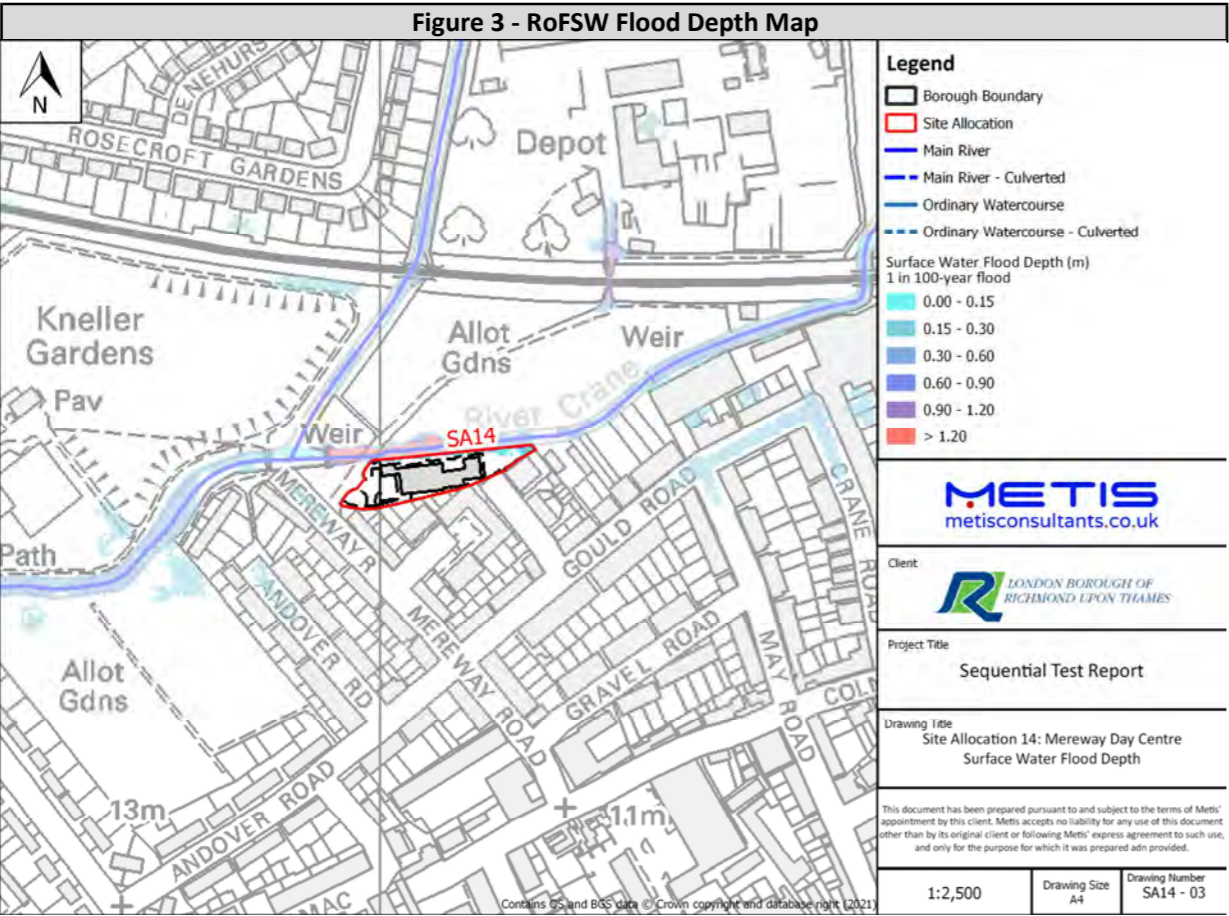 Figure 3 - RoFSW Flood Depth Map
N
DENEHURS
ROSECROFT GARDENS
Depot
Kneller
Gardens
Pav
Allot
Gdns
Weir
River Crane
Weir
SA14
MEREWAY R
Path
ANDOVER RD
GOULD ROAD
CRANE ROAD
MEREWAY ROAD
GRAVEL ROAD
MAY ROAD
COLN
Allot
Gdns
13m
ANDOVER ROAD
11m
MAC
Contains OS and BGS data © Crown copyright and database right (2021)
Legend
Borough Boundary
Site Allocation
Main River
Main River - Culverted
Ordinary Watercourse
Ordinary Watercourse - Culverted
Surface Water Flood Depth (m)
1 in 100-year flood
0.00 - 0.15
0.15 - 0.30
0.30 - 0.60
0.60 - 0.90
0.90 - 1.20
> 1.20
METIS
metisconsultants.co.uk
Client
LONDON BOROUGH OF
RICHMOND UPON THAMES
Project Title
Sequential Test Report
Drawing Title
Site Allocation 14: Mereway Day Centre
Surface Water Flood Depth
This document has been prepared pursuant to and subject to the terms of Metis'
appointment by this client. Metis accepts no liability for any use of this document
other than by its original client or following Metis' express agreement to such use,
and only for the purpose for which it was prepared adn provided.
1:2,500
Drawing Size
A4
Drawing Number
SA14 - 03